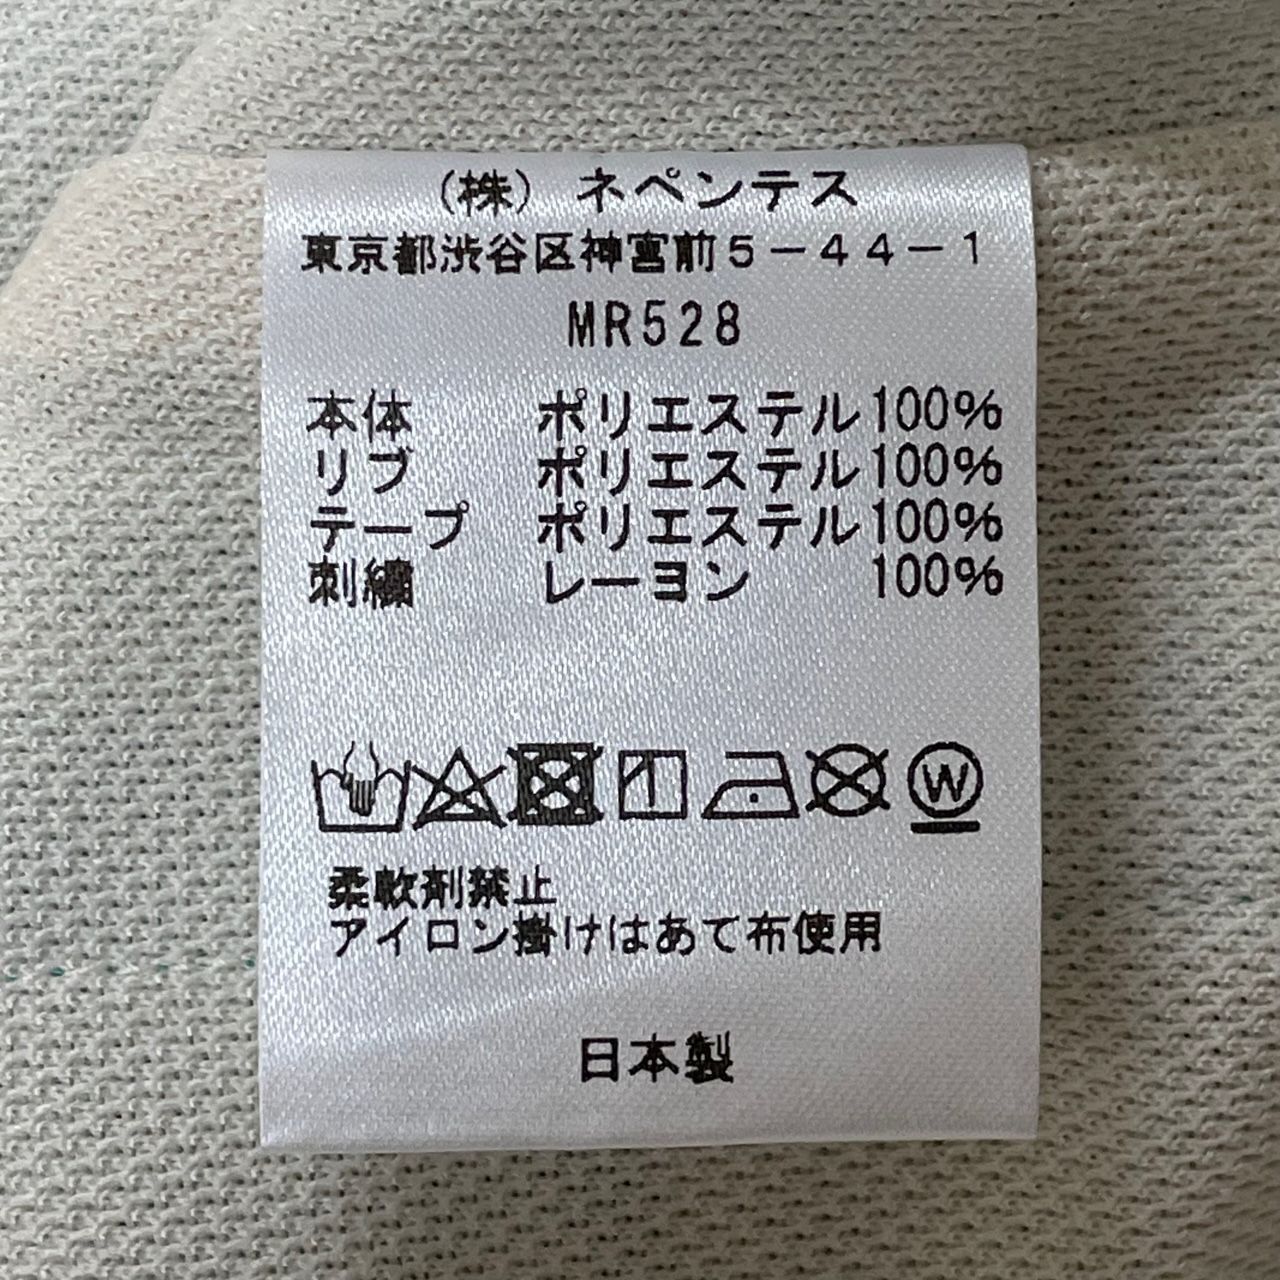 (株) ネペンテス
東京都渋谷区神宮前5-44-1
MR528
本体 ポリエステル100%
リブ ポリエステル100%
テープ ポリエステル100%
刺繍 レーヨン 100%
W
柔軟剤禁止
アイロン掛けはあて布使用
日本製